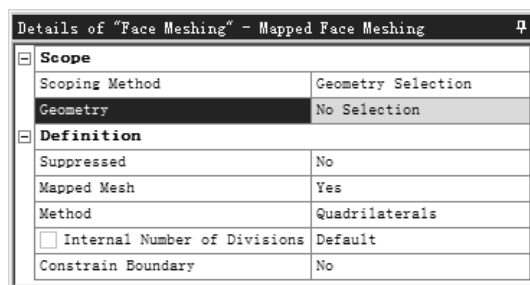 Details of "Face Meshing" - Mapped Face Meshing
Scope
Scoping Method Geometry Selection
Geometry No Selection
Definition
Suppressed No
Mapped Mesh Yes
Method Quadrilaterals
Internal Number of Divisions Default
Constrain Boundary No